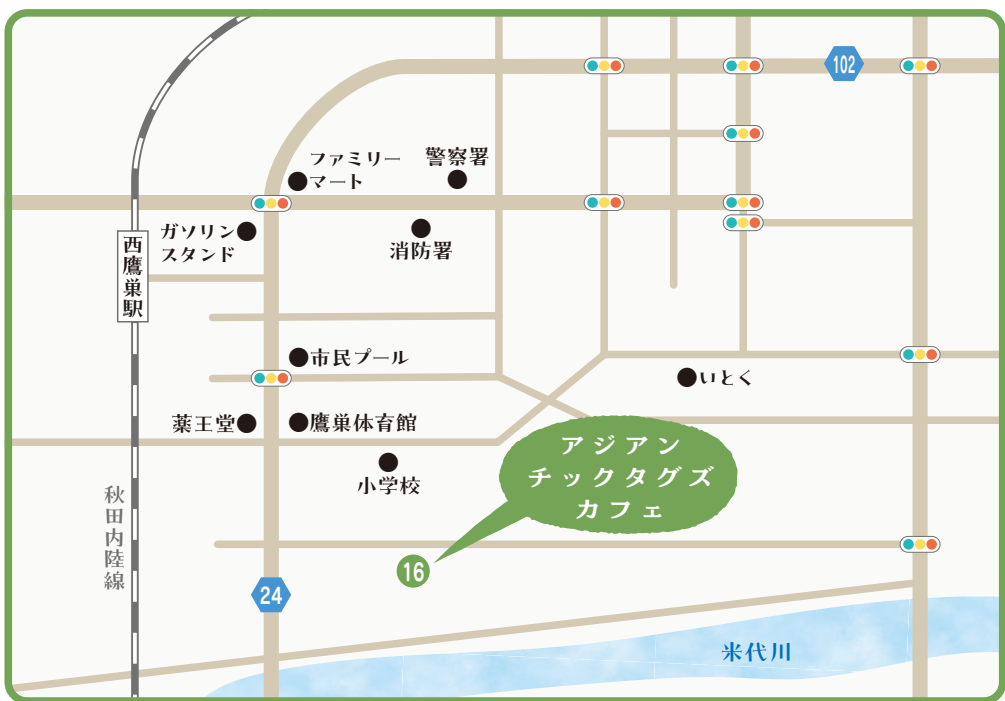 102
ファミリー
マート
警察署
ガソリン
スタンド
消防署
西鷹巣駅
市民プール
いとく
薬王堂
鷹巣体育館
アジアン
チックタグズ
カフェ
小学校
秋田内陸線
16
24
米代川